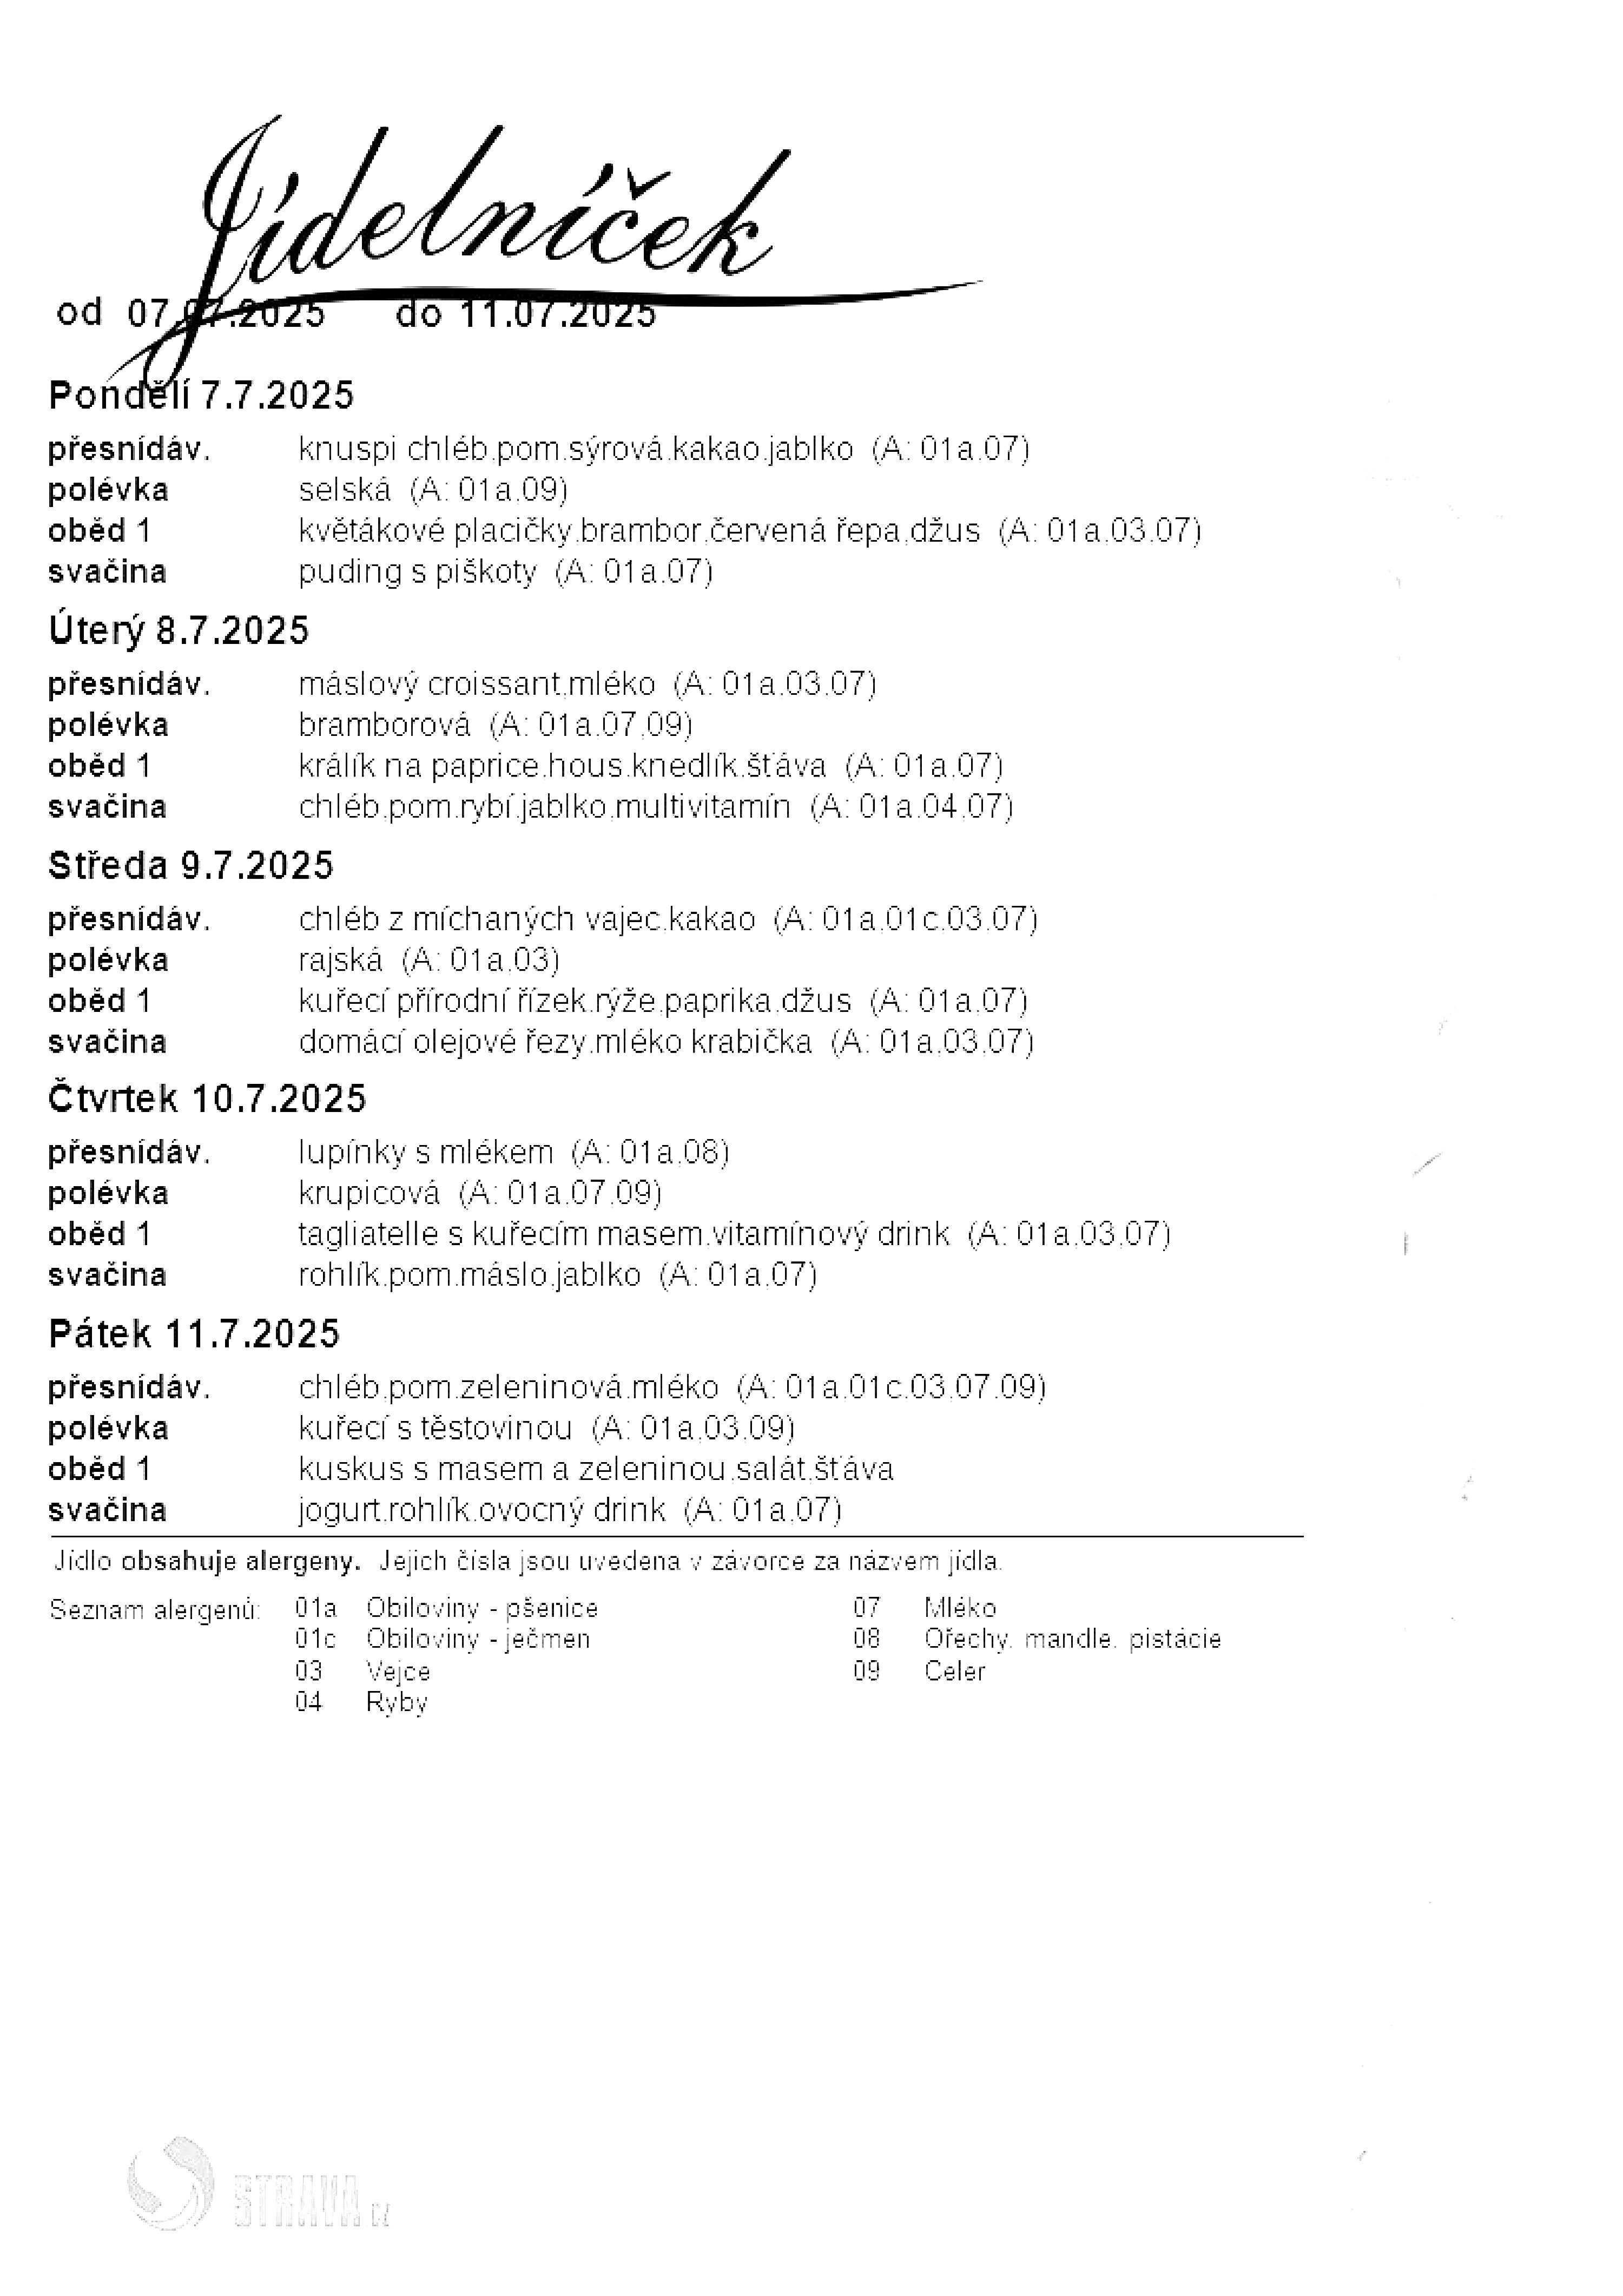 Jídelníček
od 07.07.2025 do 11.07.2025
Pondělí 7.7.2025
přesnídáv. knuspi chléb,pom.sýrová,kakao,jablko (A: 01a,07)
polévka selská (A: 01a,09)
oběd 1 květákové placičky,brambor,červená řepa,džus (A: 01a,03,07)
svačina puding s piškoty (A: 01a,07)
Úterý 8.7.2025
přesnídáv. máslový croissant,mléko (A: 01a,03,07)
polévka bramborová (A: 01a,07,09)
oběd 1 králík na paprice,hous.knedlík,šťáva (A: 01a,07)
svačina chléb,pom.rybí,jablko,multivitamín (A: 01a,04,07)
Středa 9.7.2025
přesnídáv. chléb z míchaných vajec,kakao (A: 01a,01c,03,07)
polévka rajská (A: 01a,03)
oběd 1 kuřecí přírodní řízek,rýže,paprika,džus (A: 01a,07)
svačina domácí olejové řezy,mléko krabička (A: 01a,03,07)
Čtvrtek 10.7.2025
přesnídáv. lupínky s mlékem (A: 01a,08)
polévka krupicová (A: 01a,07,09)
oběd 1 tagliatelle s kuřecím masem,vitamínový drink (A: 01a,03,07)
svačina rohlík,pom.máslo,jablko (A: 01a,07)
Pátek 11.7.2025
přesnídáv. chléb,pom.zeleninová,mléko (A: 01a,01c,03,07,09)
polévka kuřecí s těstovinou (A: 01a,03,09)
oběd 1 kuskus s masem a zeleninou,salát,šťáva
svačina jogurt,rohlík,ovocný drink (A: 01a,07)
Jídlo obsahuje alergeny. Jejich čísla jsou uvedena v závorce za názvem jídla.
Seznam alergenů: 01a Obiloviny - pšenice 07 Mléko
01c Obiloviny - ječmen 08 Ořechy, mandle, pistácie
03 Vejce 09 Celer
04 Ryby
STRAVA.cz